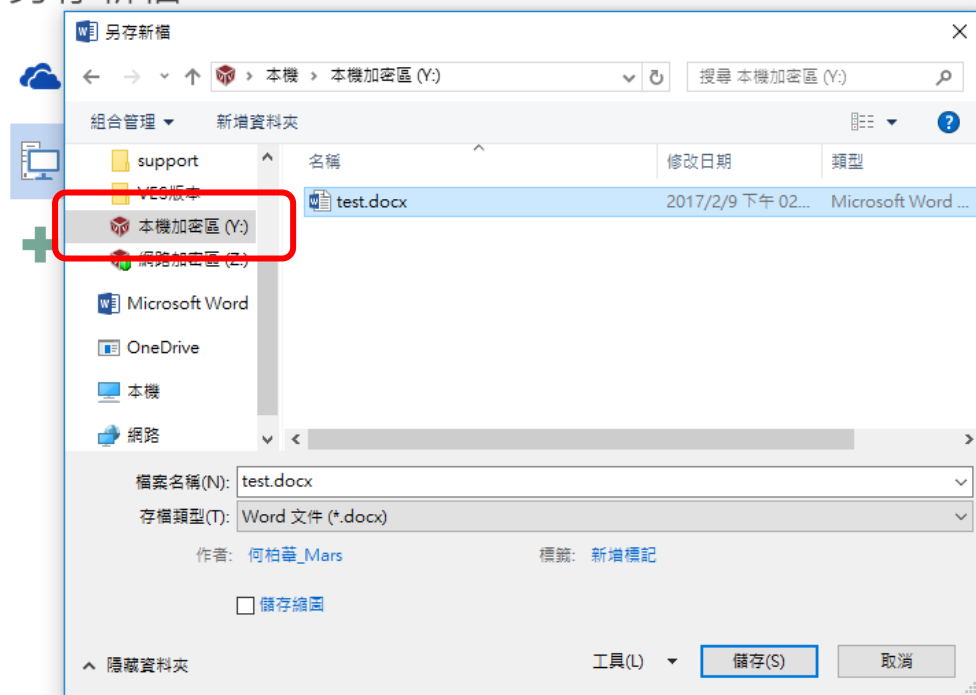 另存新檔
本機 › 本機加密區 (Y:)
搜尋 本機加密區 (Y:)
組合管理
新增資料夾
名稱
修改日期
類型
support
VES版本
本機加密區 (Y:)
網路加密區 (Z:)
Microsoft Word
OneDrive
本機
網路
test.docx
2017/2/9 下午 02...
Microsoft Word ...
檔案名稱(N): test.docx
存檔類型(T): Word 文件 (*.docx)
作者: 何柏華_Mars
標籤: 新增標記
儲存縮圖
隱藏資料夾
工具(L)
儲存(S)
取消